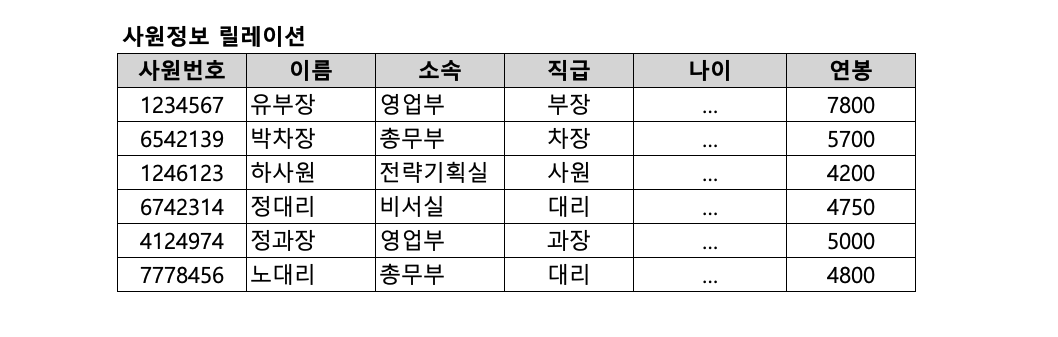 사원정보 릴레이션
사원번호 이름 소속 직급 나이 연봉
1234567 유부장 영업부 부장 ... 7800
6542139 박차장 총무부 차장 ... 5700
1246123 하사원 전략기획실 사원 ... 4200
6742314 정대리 비서실 대리 ... 4750
4124974 정과장 영업부 과장 ... 5000
7778456 노대리 총무부 대리 ... 4800